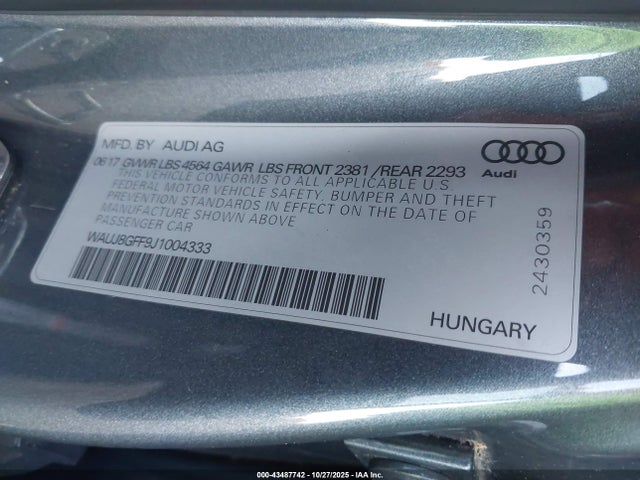 MFD. BY AUDI AG
06 17 GVWR LBS 4564 GAWR LBS FRONT 2381 /REAR 2293
THIS VEHICLE CONFORMS TO ALL APPLICABLE U.S.
FEDERAL MOTOR VEHICLE SAFETY, BUMPER AND THEFT
PREVENTION STANDARDS IN EFFECT ON THE DATE OF
MANUFACTURE SHOWN ABOVE
PASSENGER CAR
WAUJ8GFF9J1004333
Audi
2430359
HUNGARY
000-43487742 - 10/27/2025 - IAA Inc.